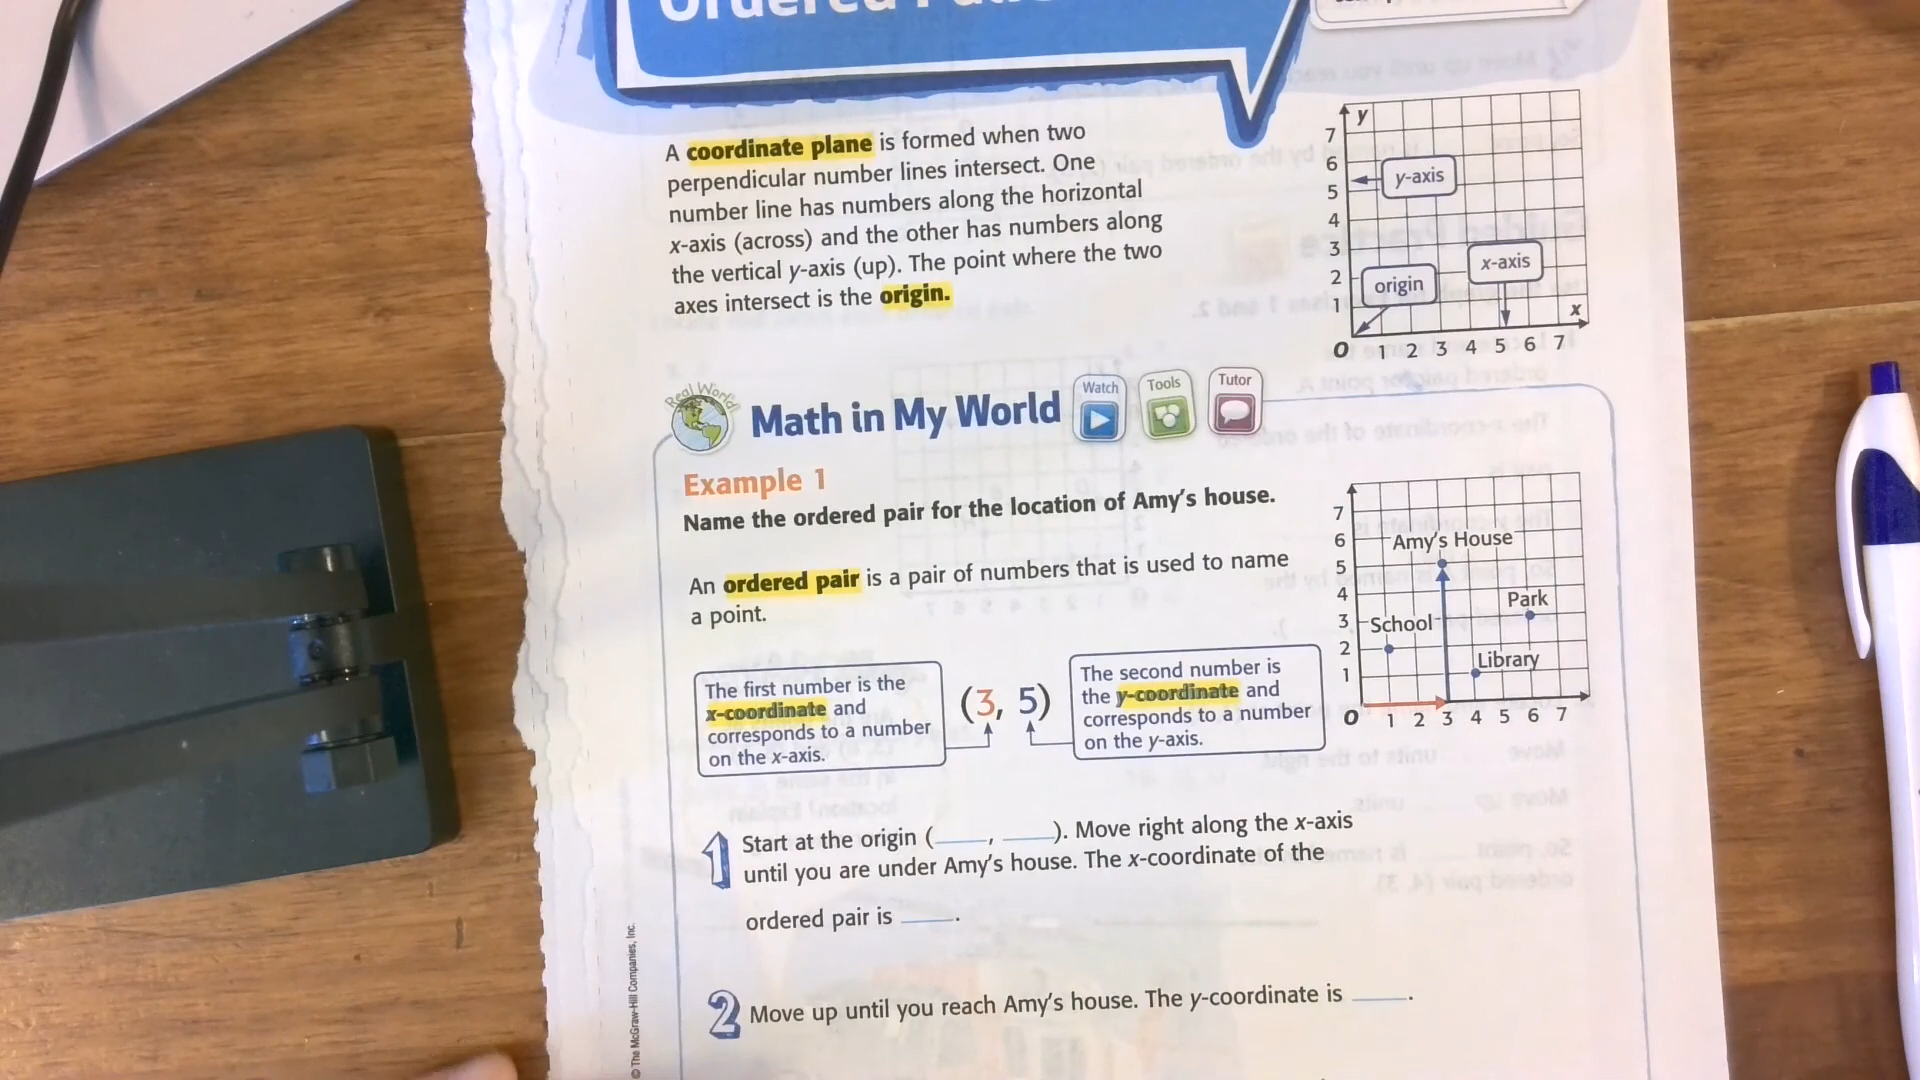 A coordinate plane is formed when two
perpendicular number lines intersect. One
number line has numbers along the horizontal
x-axis (across) and the other has numbers along
the vertical y-axis (up). The point where the two
axes intersect is the origin.
y
7
6
5
4
3
2
1
y-axis
x-axis
origin
x
O 1 2 3 4 5 6 7
Real World!
Math in My World
Watch
Tools
Tutor
Example 1
Name the ordered pair for the location of Amy's house.
An ordered pair is a pair of numbers that is used to name
a point.
The first number is the
x-coordinate and
corresponds to a number
on the x-axis.
(3, 5)
The second number is
the y-coordinate and
corresponds to a number
on the y-axis.
7
6
5
4
3
2
1
Amy's House
Park
School
Library
O 1 2 3 4 5 6 7
1 Start at the origin (____, ____). Move right along the x-axis
until you are under Amy's house. The x-coordinate of the
ordered pair is ____.
2 Move up until you reach Amy's house. The y-coordinate is ____.
© The McGraw-Hill Companies, Inc.